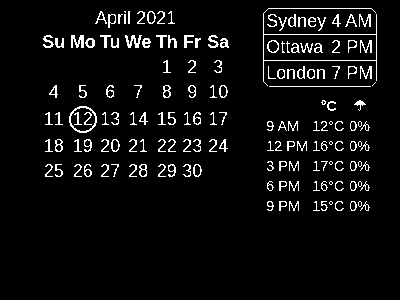 April 2021
Su Mo Tu We Th Fr Sa
1 2 3
4 5 6 7 8 9 10
11 12 13 14 15 16 17
18 19 20 21 22 23 24
25 26 27 28 29 30
Sydney 4 AM
Ottawa 2 PM
London 7 PM
°C ☂
9 AM 12°C 0%
12 PM 16°C 0%
3 PM 17°C 0%
6 PM 16°C 0%
9 PM 15°C 0%